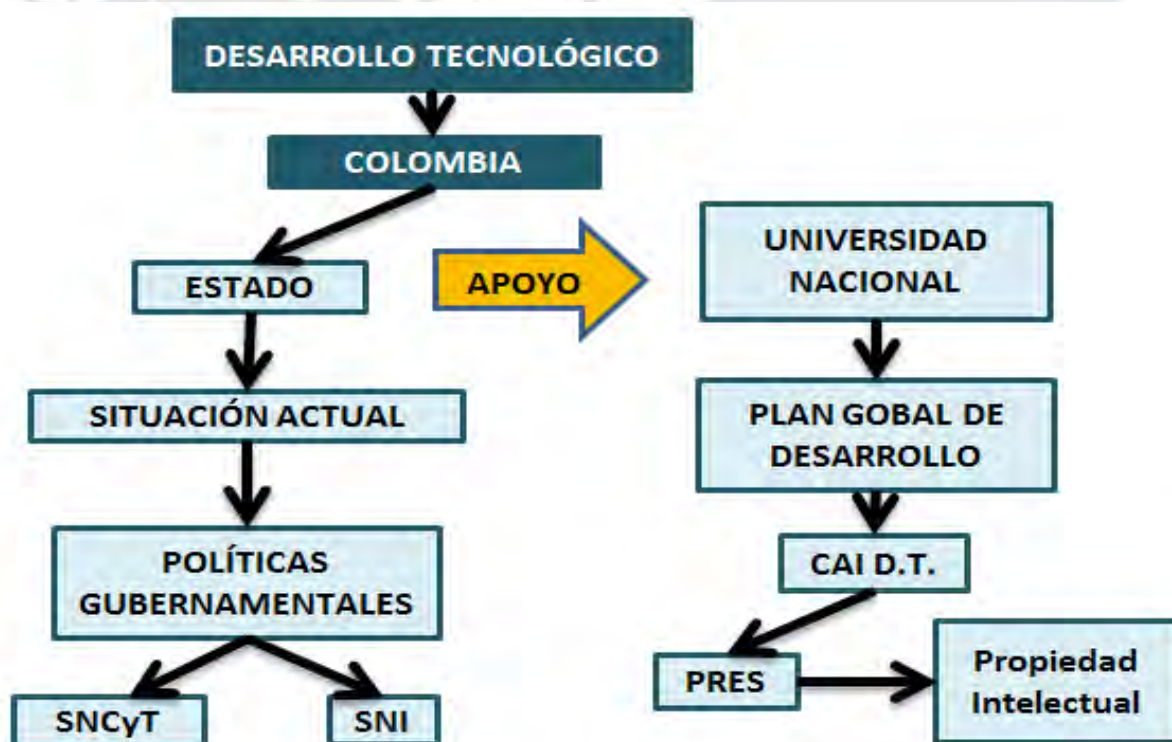 DESARROLLO TECNOLÓGICO
COLOMBIA
ESTADO
APOYO
UNIVERSIDAD
NACIONAL
SITUACIÓN ACTUAL
PLAN GOBAL DE
DESARROLLO
POLÍTICAS
GUBERNAMENTALES
CAI D.T.
SNCyT
SNI
PRES
Propiedad
Intelectual